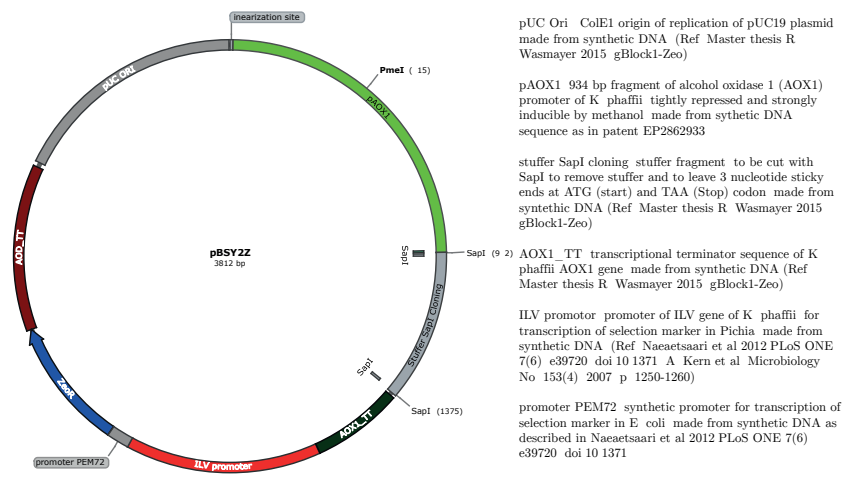 inearization site
pUC ORI
PmeI ( 15)
pAOX1
AOD_TT
pBSY2Z
3812 bp
SapI
SapI (9 2)
Stuffer SapI Cloning
SapI
SapI (1375)
ZeoR
AOX1_TT
promoter PEM72
ILV promoter
pUC Ori ColE1 origin of replication of pUC19 plasmid
made from synthetic DNA (Ref Master thesis R
Wasmayer 2015 gBlock1-Zeo)
pAOX1 934 bp fragment of alcohol oxidase 1 (AOX1)
promoter of K phaffii tightly repressed and strongly
inducible by methanol made from sythetic DNA
sequence as in patent EP2862933
stuffer SapI cloning stuffer fragment to be cut with
SapI to remove stuffer and to leave 3 nucleotide sticky
ends at ATG (start) and TAA (Stop) codon made from
syntethic DNA (Ref Master thesis R Wasmayer 2015
gBlock1-Zeo)
AOX1_TT transcriptional terminator sequence of K
phaffii AOX1 gene made from synthetic DNA (Ref
Master thesis R Wasmayer 2015 gBlock1-Zeo)
ILV promotor promoter of ILV gene of K phaffii for
transcription of selection marker in Pichia made from
synthetic DNA (Ref Naeaetsaari et al 2012 PLoS ONE
7(6) e39720 doi 10 1371 A Kern et al Microbiology
No 153(4) 2007 p 1250-1260)
promoter PEM72 synthetic promoter for transcription of
selection marker in E coli made from synthetic DNA as
described in Naeaetsaari et al 2012 PLoS ONE 7(6)
e39720 doi 10 1371